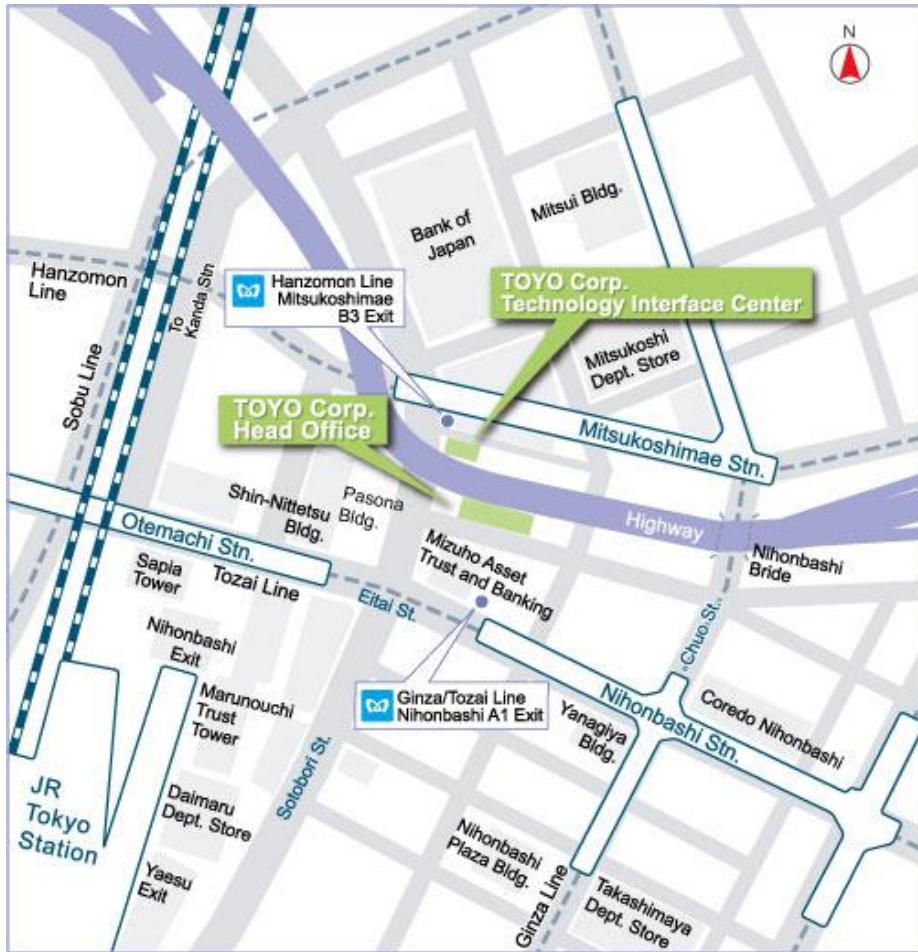 N
Mitsui Bldg.
Bank of
Japan
Hanzomon
Line
Hanzomon Line
Mitsukoshimae
B3 Exit
TOYO Corp.
Technology Interface Center
To
Kanda Stn
Sobu Line
Mitsukoshi
Dept. Store
TOYO Corp.
Head Office
Mitsukoshimae Stn.
Shin-Nittetsu
Bldg.
Pasona
Bldg.
Highway
Otemachi Stn.
Mizuho Asset
Trust and Banking
Nihonbashi
Bride
Sapia
Tower
Tozai Line
Eitai St.
Chuo St.
Nihonbashi
Exit
Ginza/Tozai Line
Nihonbashi A1 Exit
Marunouchi
Trust
Tower
Yanagiya
Bldg.
Nihonbashi Stn.
Coredo Nihonbashi
Sotobori St.
JR
Tokyo
Station
Daimaru
Dept. Store
Nihonbashi
Plaza Bldg.
Yaesu
Exit
Ginza Line
Takashimaya
Dept. Store